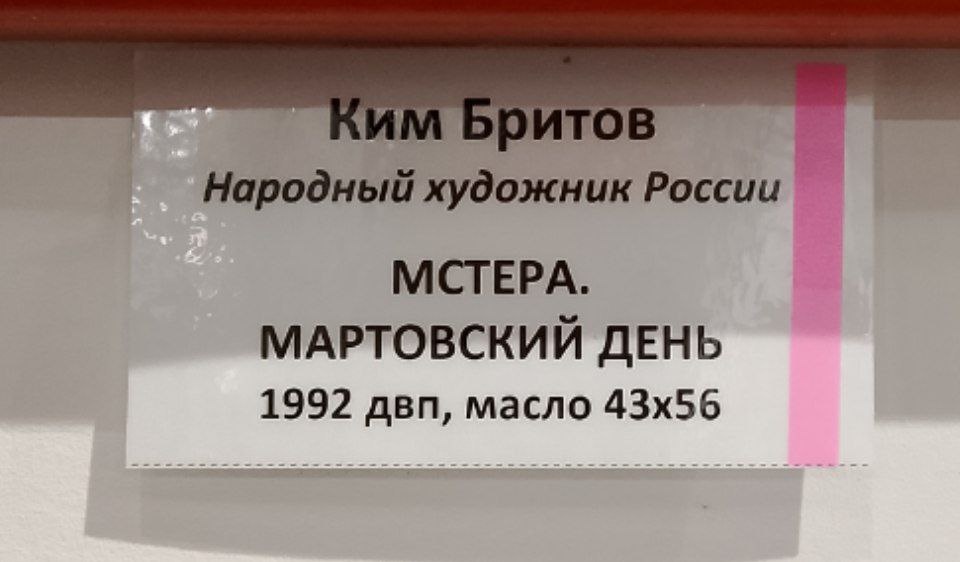 Ким Бритов
Народный художник России
МСТЕРА.
МАРТОВСКИЙ ДЕНЬ
1992 двп, масло 43х56